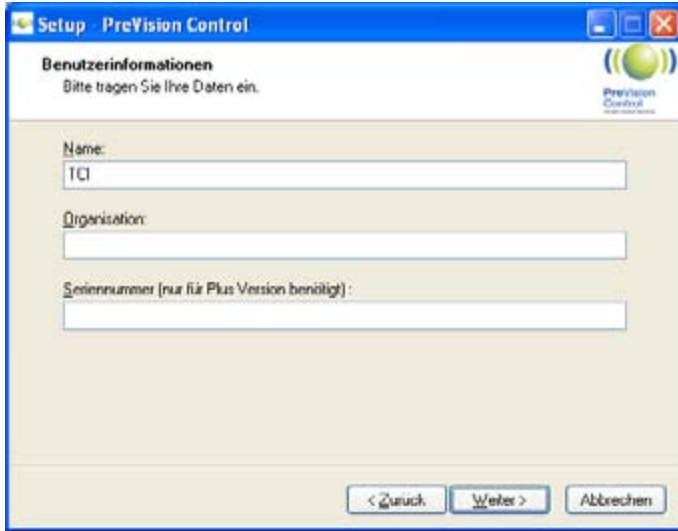 Setup - PreVision Control
Benutzerinformationen
Bitte tragen Sie Ihre Daten ein.
PreVision
Control
Name:
TCI
Organisation:
Seriennummer (nur für Plus Version benötigt) :
< Zurück
Weiter >
Abbrechen